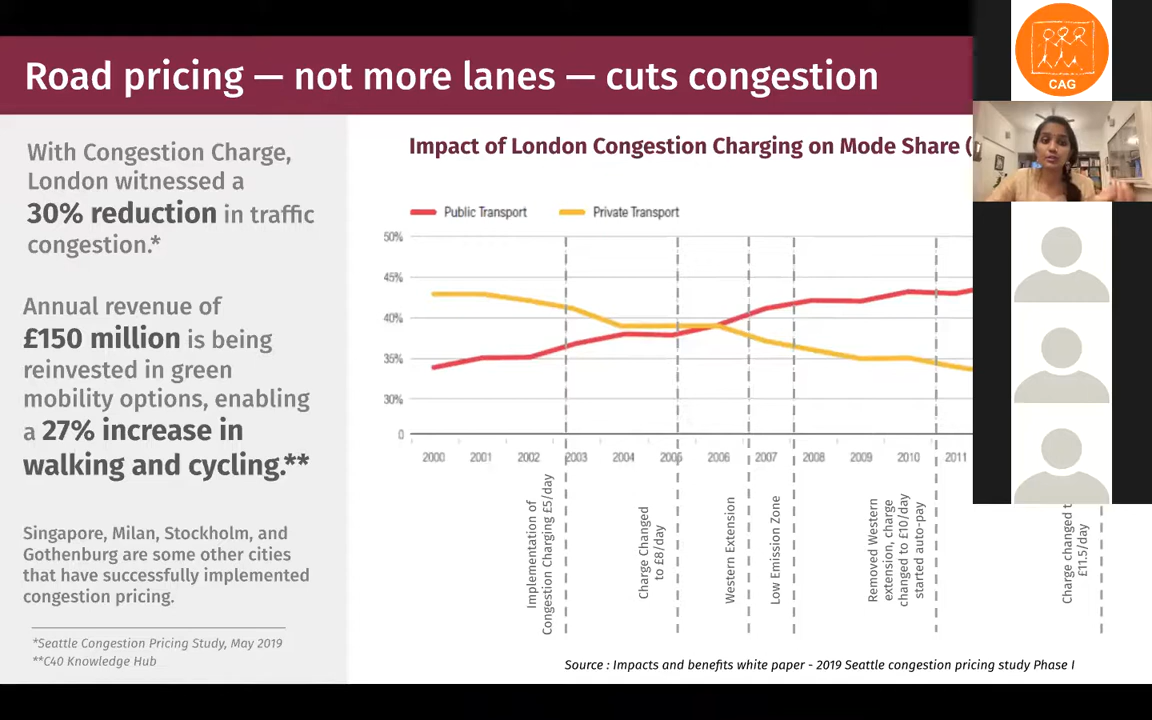 Road pricing — not more lanes — cuts congestion
CAG
With Congestion Charge,
London witnessed a
30% reduction in traffic
congestion.*
Annual revenue of
£150 million is being
reinvested in green
mobility options, enabling
a 27% increase in
walking and cycling.**
Singapore, Milan, Stockholm, and
Gothenburg are some other cities
that have successfully implemented
congestion pricing.
*Seattle Congestion Pricing Study, May 2019
**C40 Knowledge Hub
Impact of London Congestion Charging on Mode Share (
Public Transport
Private Transport
50%
45%
40%
35%
30%
0
2000 2001 2002 2003 2004 2005 2006 2007 2008 2009 2010 2011
Implementation of
Congestion Charging £5/day
Charge Changed
to £8/day
Western Extension
Low Emission Zone
Removed Western
extension, charge
changed to £10/day
started auto-pay
Charge changed
£11.5/day
Source : Impacts and benefits white paper - 2019 Seattle congestion pricing study Phase I